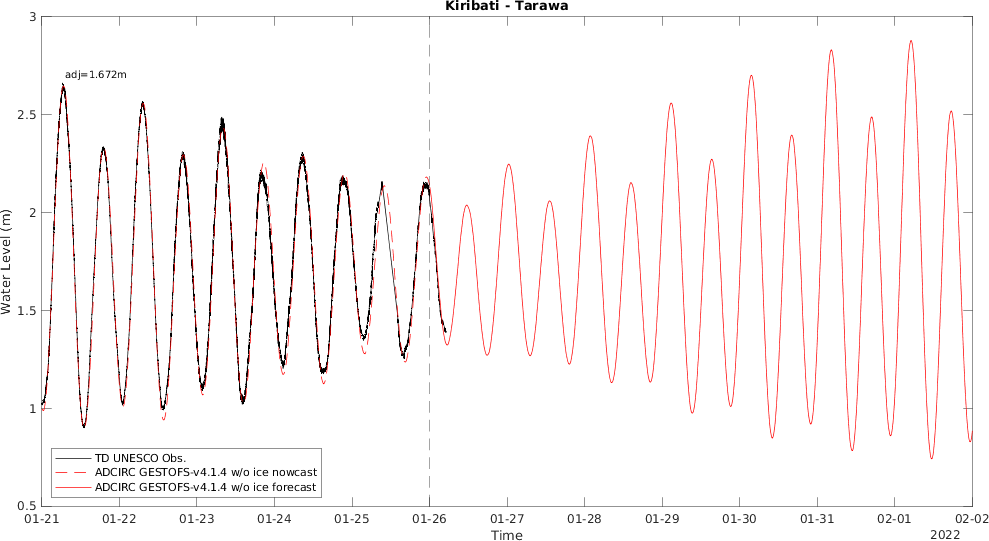 Kiribati - Tarawa
3
adj=1.672m
2.5
2
Water Level (m)
1.5
1
TD UNESCO Obs.
ADCIRC GESTOFS-v4.1.4 w/o ice nowcast
ADCIRC GESTOFS-v4.1.4 w/o ice forecast
0.5
01-21 01-22 01-23 01-24 01-25 01-26 01-27 01-28 01-29 01-30 01-31 02-01 02-02
Time
2022